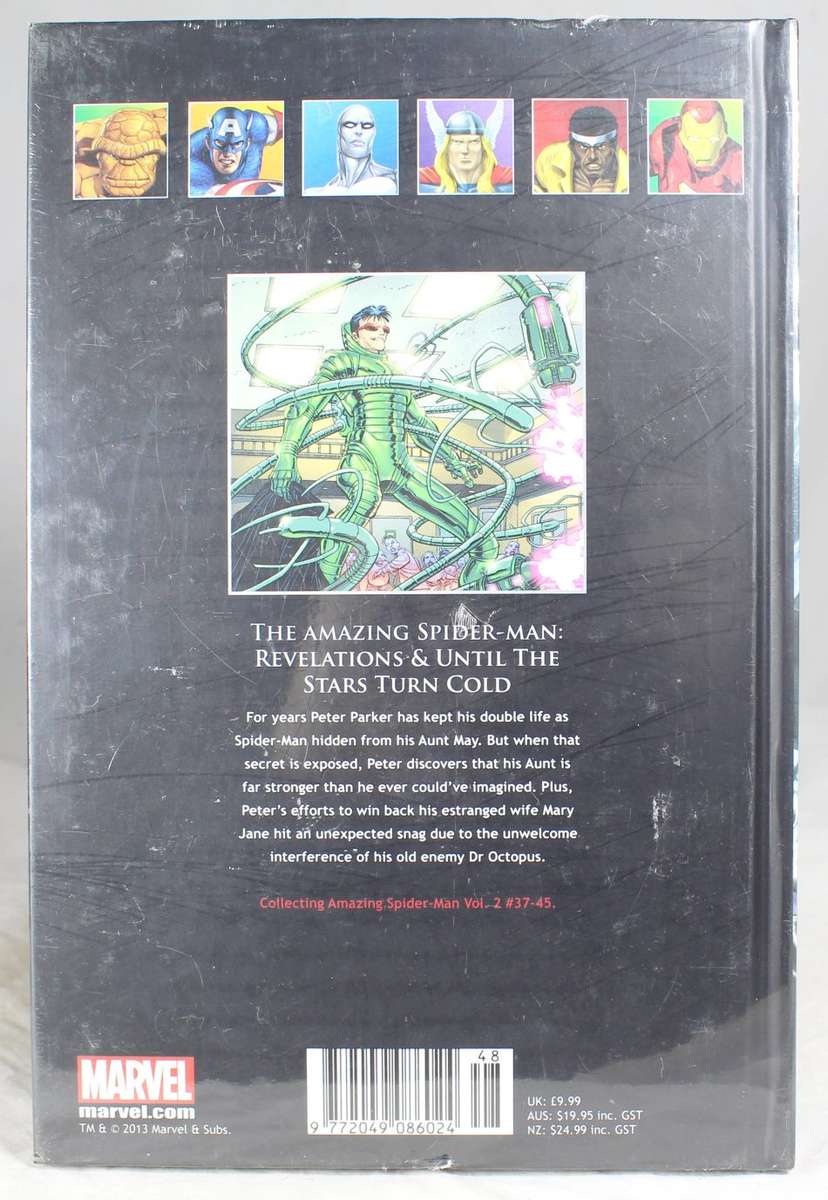 THE AMAZING SPIDER-MAN:
REVELATIONS & UNTIL THE
STARS TURN COLD
For years Peter Parker has kept his double life as
Spider-Man hidden from his Aunt May. But when that
secret is exposed, Peter discovers that his Aunt is
far stronger than he ever could've imagined. Plus,
Peter's efforts to win back his estranged wife Mary
Jane hit an unexpected snag due to the unwelcome
interference of his old enemy Dr Octopus.
Collecting Amazing Spider-Man Vol. 2 #37-45.
MARVEL
marvel.com
TM & © 2013 Marvel & Subs.
48
9 772049 086024
UK: £9.99
AUS: $19.95 inc. GST
NZ: $24.99 inc. GST